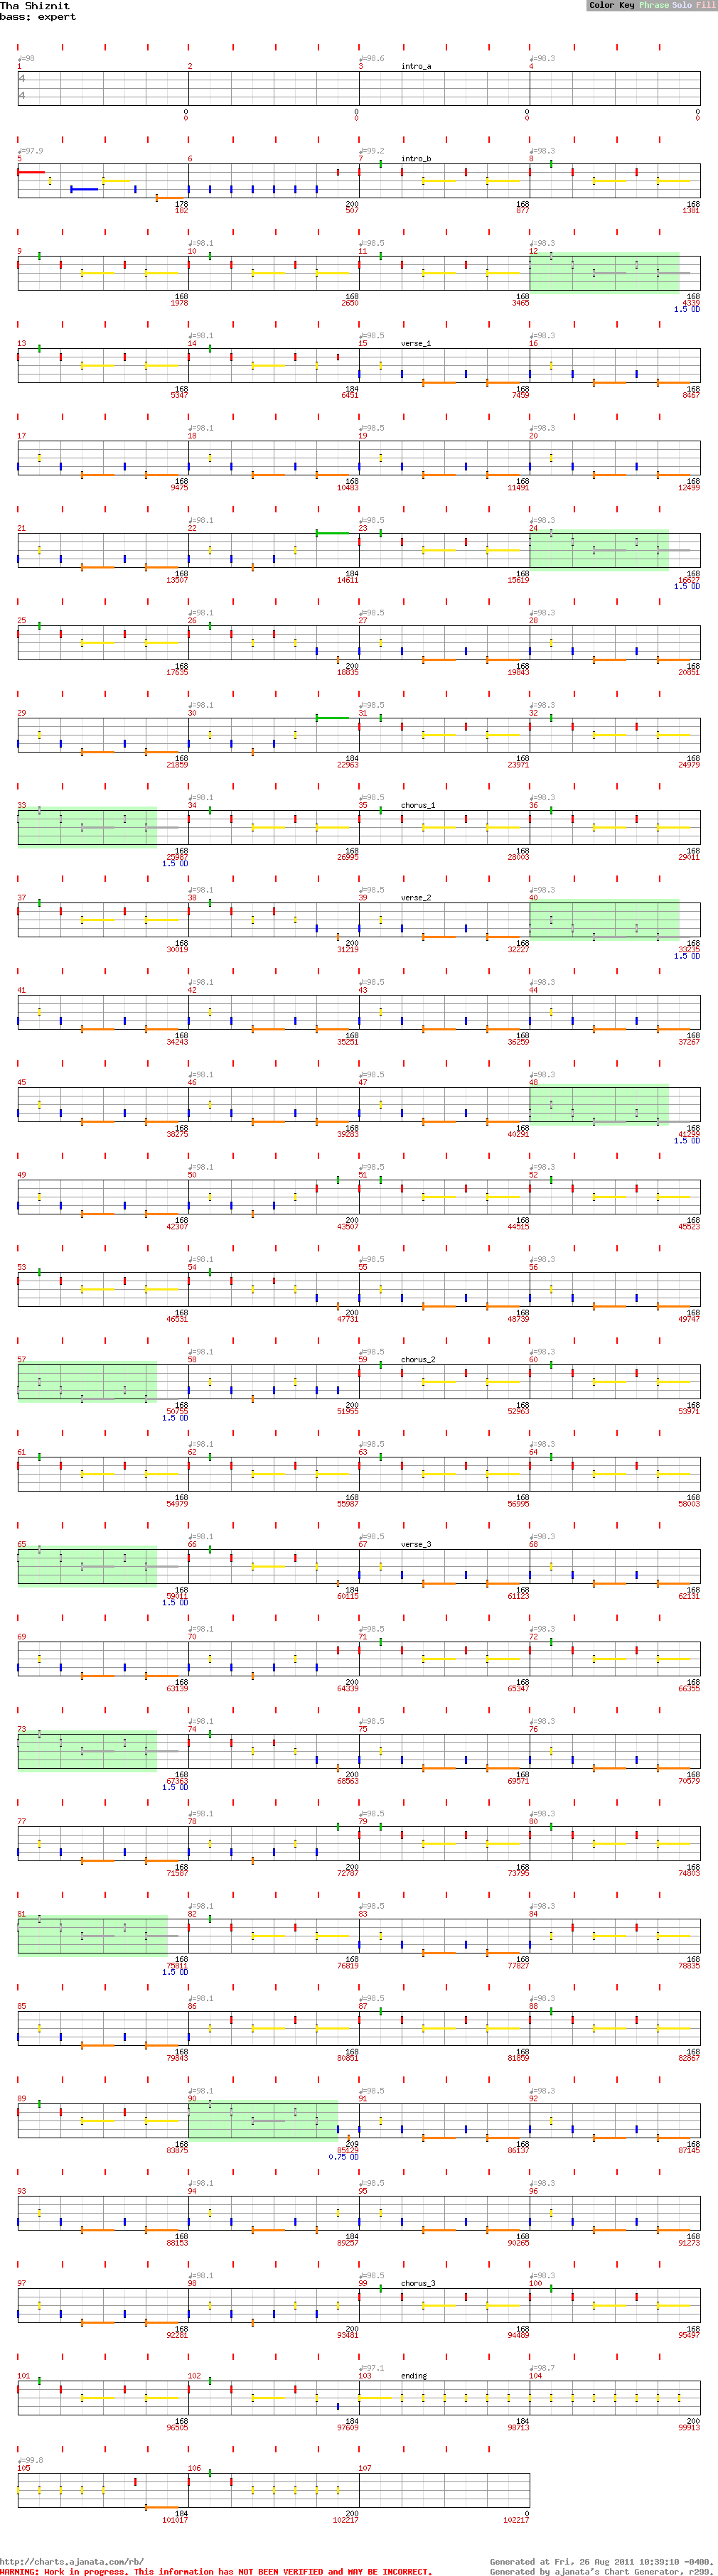 Tha Shiznit
bass: expert
Color Key Phrase Solo Fill
♩=98 ♩=98.6 ♩=98.3
1 2 3 intro_a 4
4
4
0 0 0 0
0 0 0 0
♩=97.9 ♩=99.2 ♩=98.3
5 6 7 intro_b 8
178 200 168 168
182 507 877 1381
♩=98.1 ♩=98.5 ♩=98.3
9 10 11 12
168 168 168 168
1978 2650 3465 4339
1.5 OD
♩=98.1 ♩=98.5 ♩=98.3
13 14 15 verse_1 16
168 184 168 168
5347 6451 7459 8467
♩=98.1 ♩=98.5 ♩=98.3
17 18 19 20
168 168 168 168
9475 10483 11491 12499
♩=98.1 ♩=98.5 ♩=98.3
21 22 23 24
168 184 168 168
13507 14611 15619 16627
1.5 OD
♩=98.1 ♩=98.5 ♩=98.3
25 26 27 28
168 200 168 168
17635 18835 19843 20851
♩=98.1 ♩=98.5 ♩=98.3
29 30 31 32
168 184 168 168
21859 22963 23971 24979
♩=98.1 ♩=98.5 ♩=98.3
33 34 35 chorus_1 36
168 168 168 168
25987 26995 28003 29011
1.5 OD
♩=98.1 ♩=98.5 ♩=98.3
37 38 39 verse_2 40
168 200 168 168
30019 31219 32227 33235
1.5 OD
♩=98.1 ♩=98.5 ♩=98.3
41 42 43 44
168 168 168 168
34243 35251 36259 37267
♩=98.1 ♩=98.5 ♩=98.3
45 46 47 48
168 168 168 168
38275 39283 40291 41299
1.5 OD
♩=98.1 ♩=98.5 ♩=98.3
49 50 51 52
168 200 168 168
42307 43507 44515 45523
♩=98.1 ♩=98.5 ♩=98.3
53 54 55 56
168 200 168 168
46531 47731 48739 49747
♩=98.1 ♩=98.5 ♩=98.3
57 58 59 chorus_2 60
168 200 168 168
50755 51955 52963 53971
1.5 OD
♩=98.1 ♩=98.5 ♩=98.3
61 62 63 64
168 168 168 168
54979 55987 56995 58003
♩=98.1 ♩=98.5 ♩=98.3
65 66 67 verse_3 68
168 184 168 168
59011 60115 61123 62131
1.5 OD
♩=98.1 ♩=98.5 ♩=98.3
69 70 71 72
168 200 168 168
63139 64339 65347 66355
♩=98.1 ♩=98.5 ♩=98.3
73 74 75 76
168 200 168 168
67363 68563 69571 70579
1.5 OD
♩=98.1 ♩=98.5 ♩=98.3
77 78 79 80
168 200 168 168
71587 72787 73795 74803
♩=98.1 ♩=98.5 ♩=98.3
81 82 83 84
168 168 168 168
75811 76819 77827 78835
1.5 OD
♩=98.1 ♩=98.5 ♩=98.3
85 86 87 88
168 168 168 168
79843 80851 81859 82867
♩=98.1 ♩=98.5 ♩=98.3
89 90 91 92
168 209 168 168
83875 85129 86137 87145
0.75 OD
♩=98.1 ♩=98.5 ♩=98.3
93 94 95 96
168 184 168 168
88153 89257 90265 91273
♩=98.1 ♩=98.5 ♩=98.3
97 98 99 chorus_3 100
168 200 168 168
92281 93481 94489 95497
♩=98.1 ♩=97.1 ♩=98.7
101 102 103 ending 104
168 184 184 200
96505 97609 98713 99913
♩=99.8
105 106 107
184 200 0
101017 102217 102217
http://charts.ajanata.com/rb/ Generated at Fri, 26 Aug 2011 10:39:10 -0400.
WARNING: Work in progress. This information has NOT BEEN VERIFIED and MAY BE INCORRECT. Generated by ajanata's Chart Generator, r299.